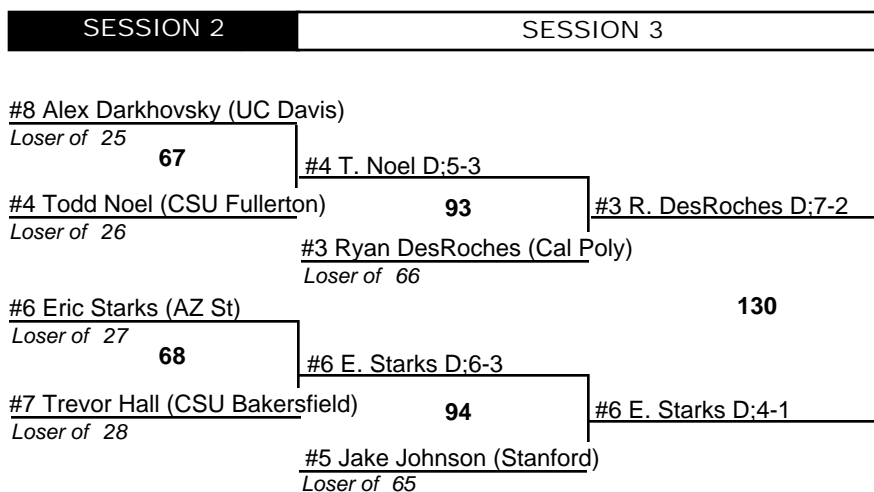 SESSION 2
SESSION 3
#8 Alex Darkhovsky (UC Davis)
Loser of 25
67
#4 T. Noel D;5-3
#4 Todd Noel (CSU Fullerton)
93
#3 R. DesRoches D;7-2
Loser of 26
#3 Ryan DesRoches (Cal Poly)
Loser of 66
#6 Eric Starks (AZ St)
130
Loser of 27
68
#6 E. Starks D;6-3
#7 Trevor Hall (CSU Bakersfield)
94
#6 E. Starks D;4-1
Loser of 28
#5 Jake Johnson (Stanford)
Loser of 65